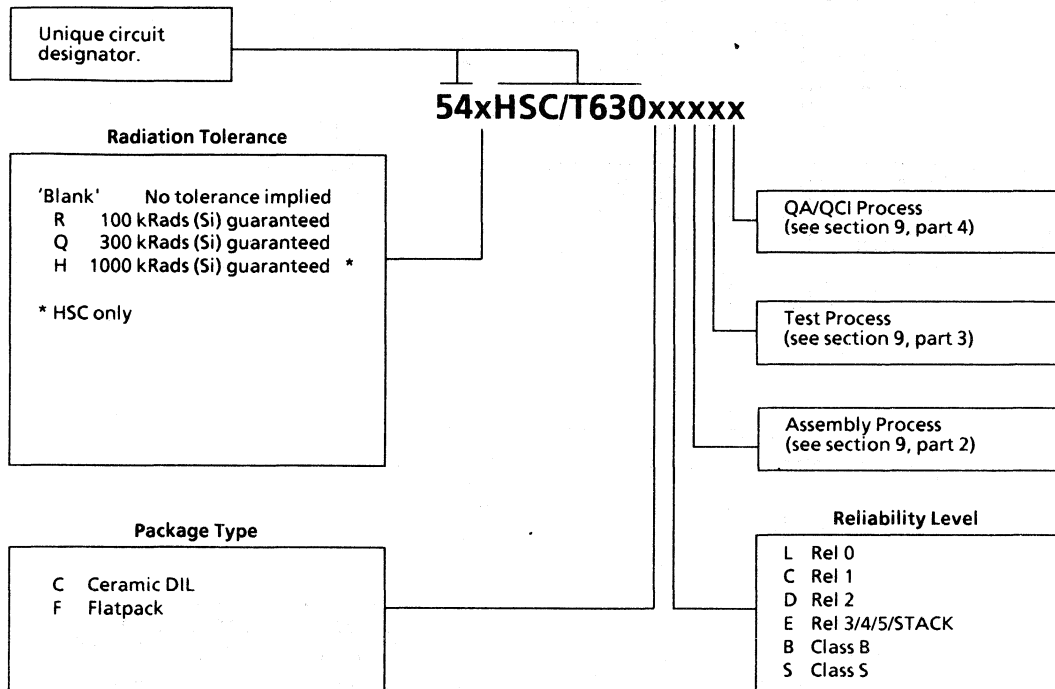 Unique circuit
designator.
54xHSC/T630xxxxx
Radiation Tolerance
'Blank' No tolerance implied
R 100 kRads (Si) guaranteed
Q 300 kRads (Si) guaranteed
H 1000 kRads (Si) guaranteed *
* HSC only
QA/QCI Process
(see section 9, part 4)
Test Process
(see section 9, part 3)
Assembly Process
(see section 9, part 2)
Package Type
C Ceramic DIL
F Flatpack
Reliability Level
L Rel 0
C Rel 1
D Rel 2
E Rel 3/4/5/STACK
B Class B
S Class S